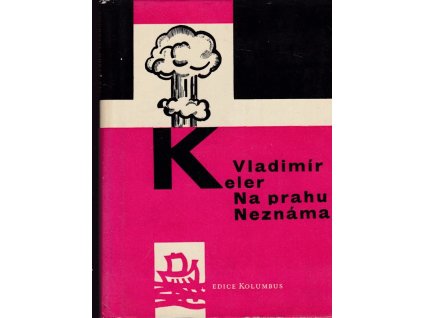 Vladimír
Keler
Na prahu
Neznáma
EDICE KOLUMBUS